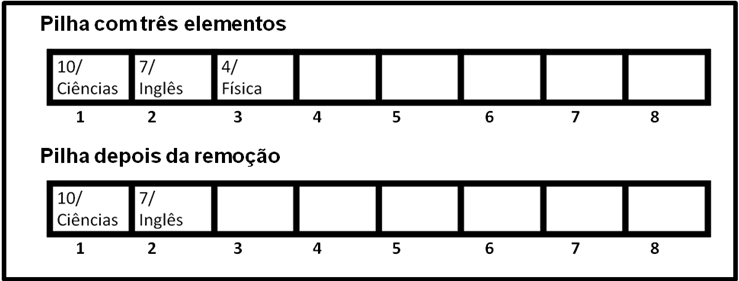 Pilha com três elementos
10/ 7/ 4/
Ciências Inglês Física
1 2 3 4 5 6 7 8
Pilha depois da remoção
10/ 7/
Ciências Inglês
1 2 3 4 5 6 7 8